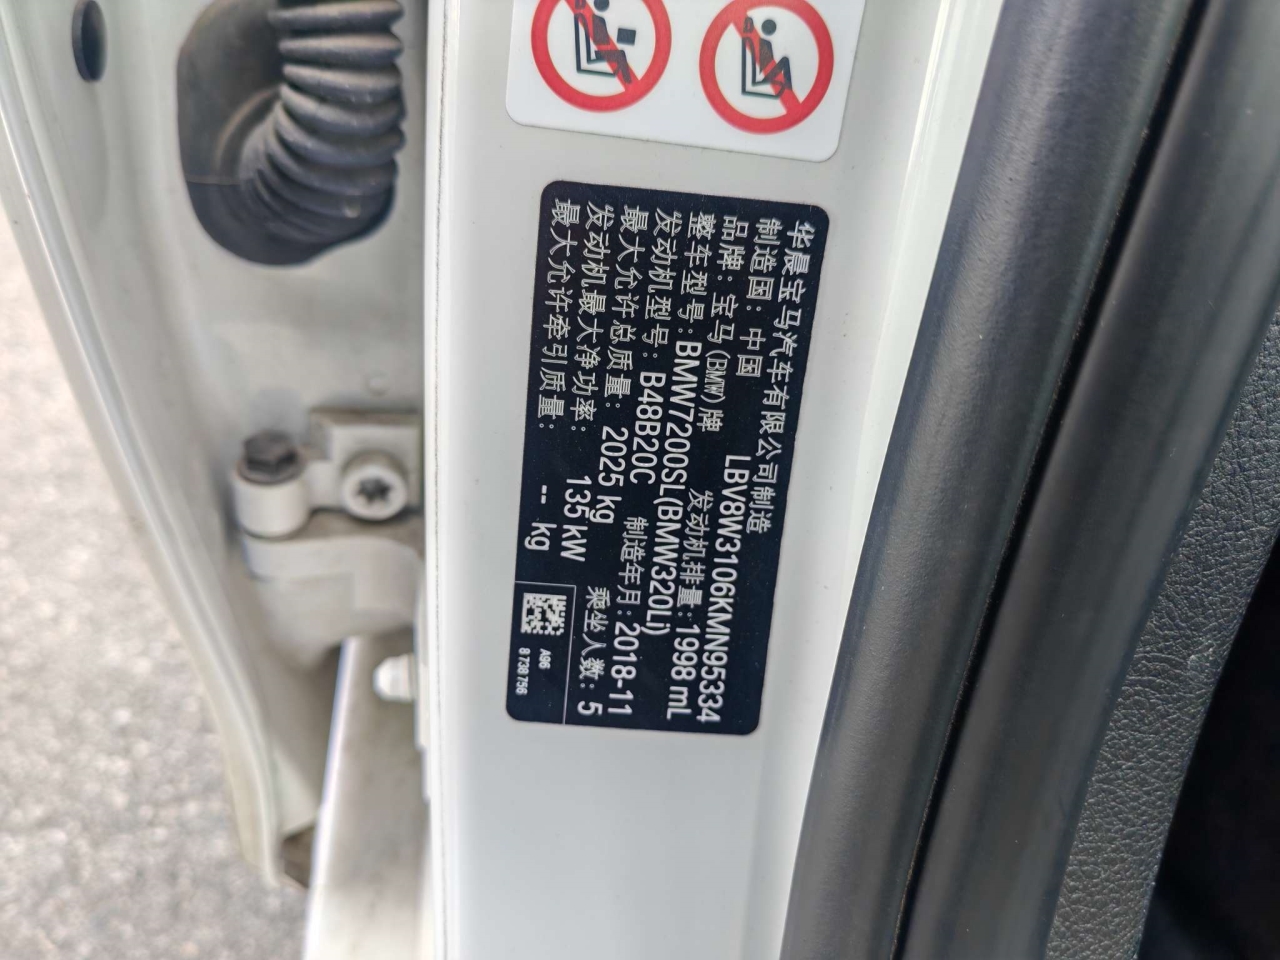 华晨宝马汽车有限公司制造
制造国：中国 LBV8W3106KMN95334
品牌：宝马(BMW)牌 发动机排量：1998 mL
整车型号：BMW7200SL(BMW320Li)
发动机型号：B48B20C 制造年月：2018-11
最大允许总质量：2025 kg 乘坐人数：5
发动机最大净功率：135 kW
最大允许牵引质量：-- kg
A96
8738756